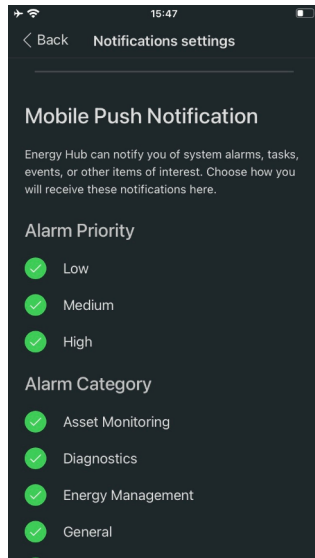 15:47
Back Notifications settings
Mobile Push Notification
Energy Hub can notify you of system alarms, tasks,
events, or other items of interest. Choose how you
will receive these notifications here.
Alarm Priority
Low
Medium
High
Alarm Category
Asset Monitoring
Diagnostics
Energy Management
General